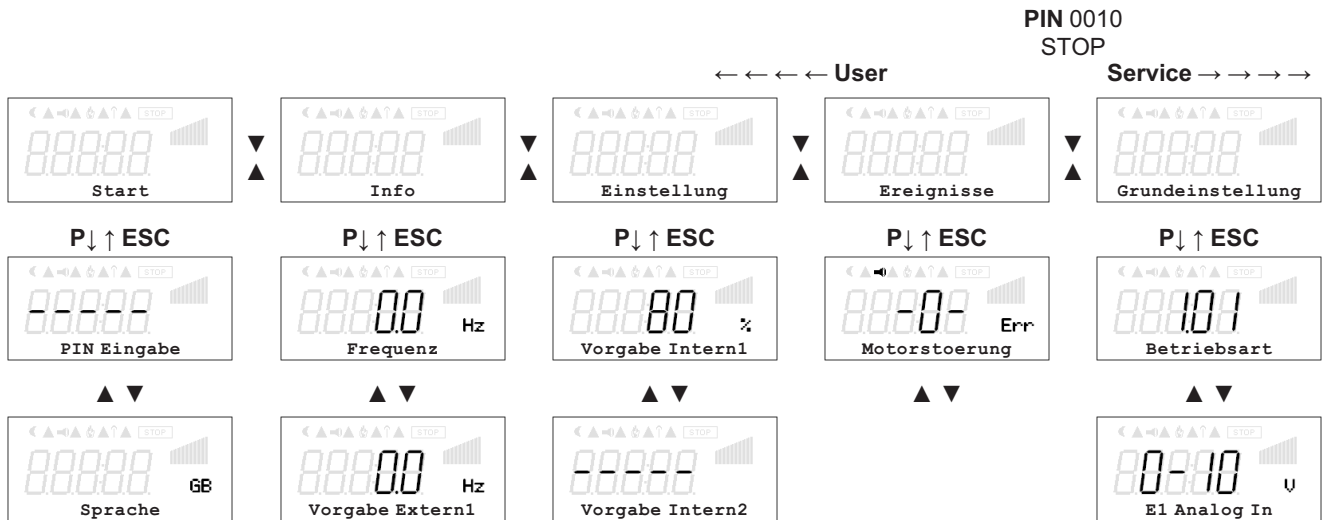 PIN 0010
STOP
← ← ← ← User Service → → → →
STOP STOP STOP STOP STOP
▼ ▼ ▼ ▼
▲ ▲ ▲ ▲
Start Info Einstellung Ereignisse Grundeinstellung
P↓ ↑ ESC P↓ ↑ ESC P↓ ↑ ESC P↓ ↑ ESC P↓ ↑ ESC
STOP STOP STOP STOP STOP
----- 0.0 Hz 80 % -0- Err 1.01
PIN Eingabe Frequenz Vorgabe Intern1 Motorstoerung Betriebsart
▲ ▼ ▲ ▼ ▲ ▼ ▲ ▼ ▲ ▼
STOP STOP STOP STOP
GB 0.0 Hz ----- 0-10 V
Sprache Vorgabe Extern1 Vorgabe Intern2 E1 Analog In